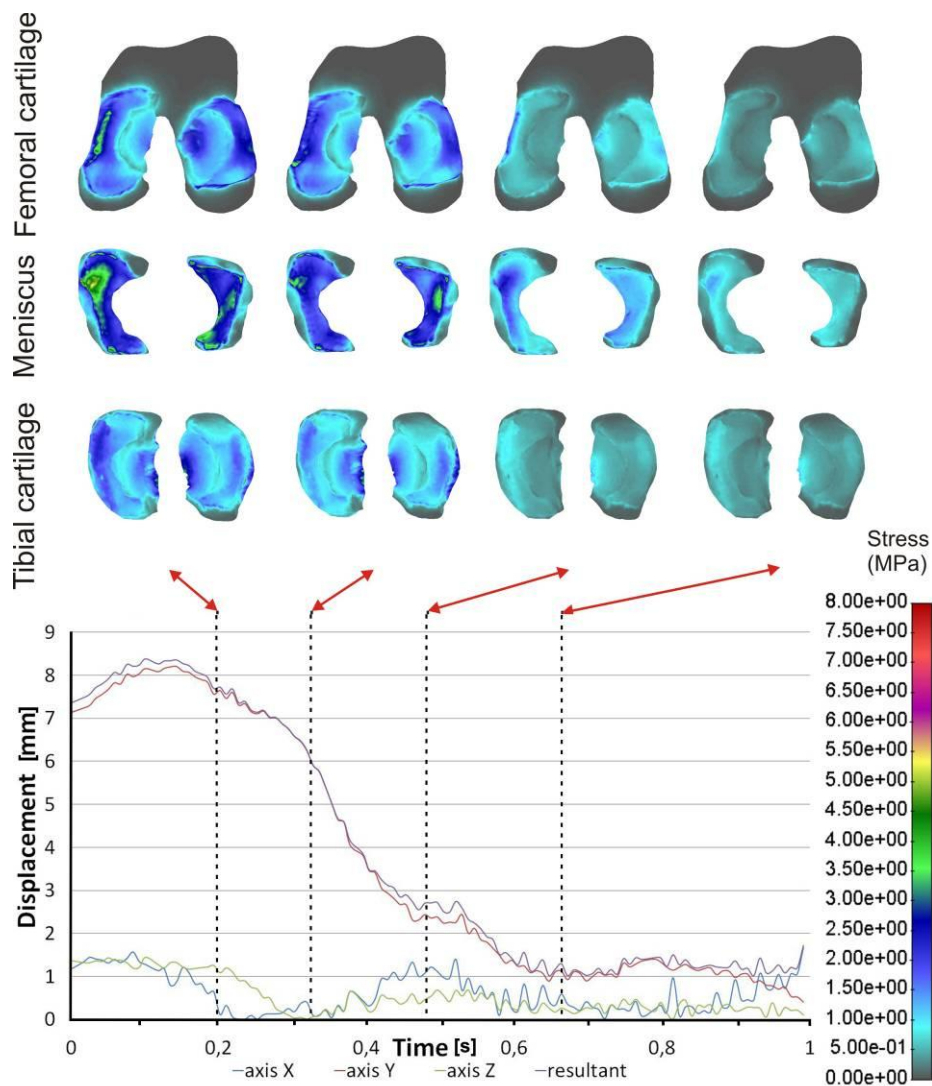 Femoral cartilage
Meniscus
Tibial cartilage
Stress
(MPa)
8.00e+00
7.50e+00
7.00e+00
6.50e+00
6.00e+00
5.50e+00
5.00e+00
4.50e+00
4.00e+00
3.50e+00
3.00e+00
2.50e+00
2.00e+00
1.50e+00
1.00e+00
5.00e-01
0.00e+00
Displacement [mm]
9
8
7
6
5
4
3
2
1
0
0
0,2
0,4
0,6
0,8
1
Time [s]
axis X
axis Y
axis Z
resultant